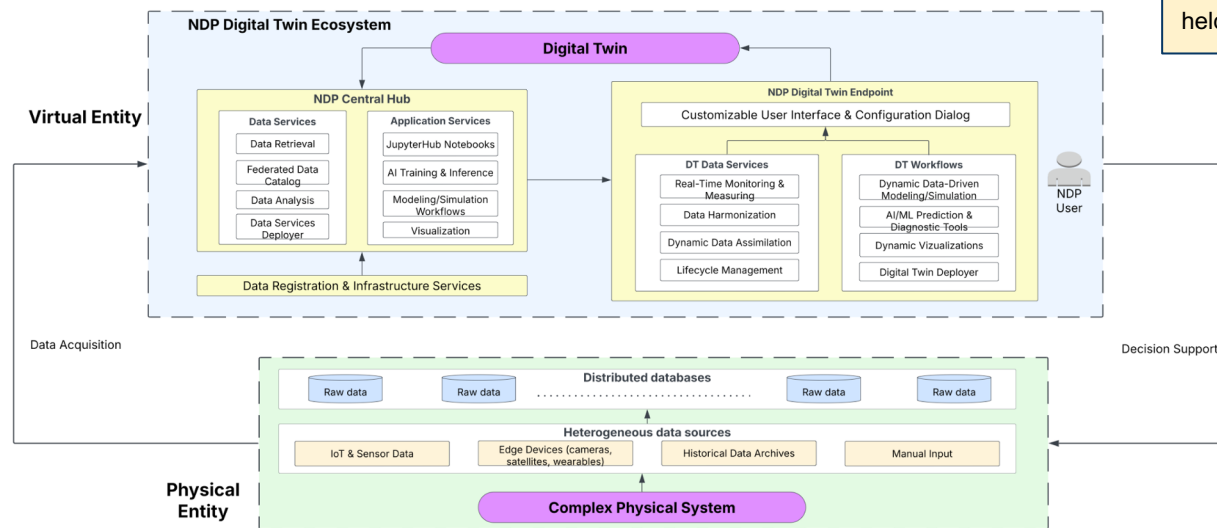 NDP Digital Twin Ecosystem
Digital Twin
Virtual Entity
NDP Central Hub
Data Services
Data Retrieval
Federated Data
Catalog
Data Analysis
Data Services
Deployer
Application Services
JupyterHub Notebooks
AI Training & Inference
Modeling/Simulation
Workflows
Visualization
Data Registration & Infrastructure Services
NDP Digital Twin Endpoint
Customizable User Interface & Configuration Dialog
DT Data Services
Real-Time Monitoring &
Measuring
Data Harmonization
Dynamic Data Assimilation
Lifecycle Management
DT Workflows
Dynamic Data-Driven
Modeling/Simulation
AI/ML Prediction &
Diagnostic Tools
Dynamic Vizualizations
Digital Twin Deployer
NDP
User
Data Acquisition
Decision Support
Distributed databases
Raw data
Raw data
Raw data
Raw data
Heterogeneous data sources
IoT & Sensor Data
Edge Devices (cameras,
satellites, wearables)
Historical Data Archives
Manual Input
Physical
Entity
Complex Physical System